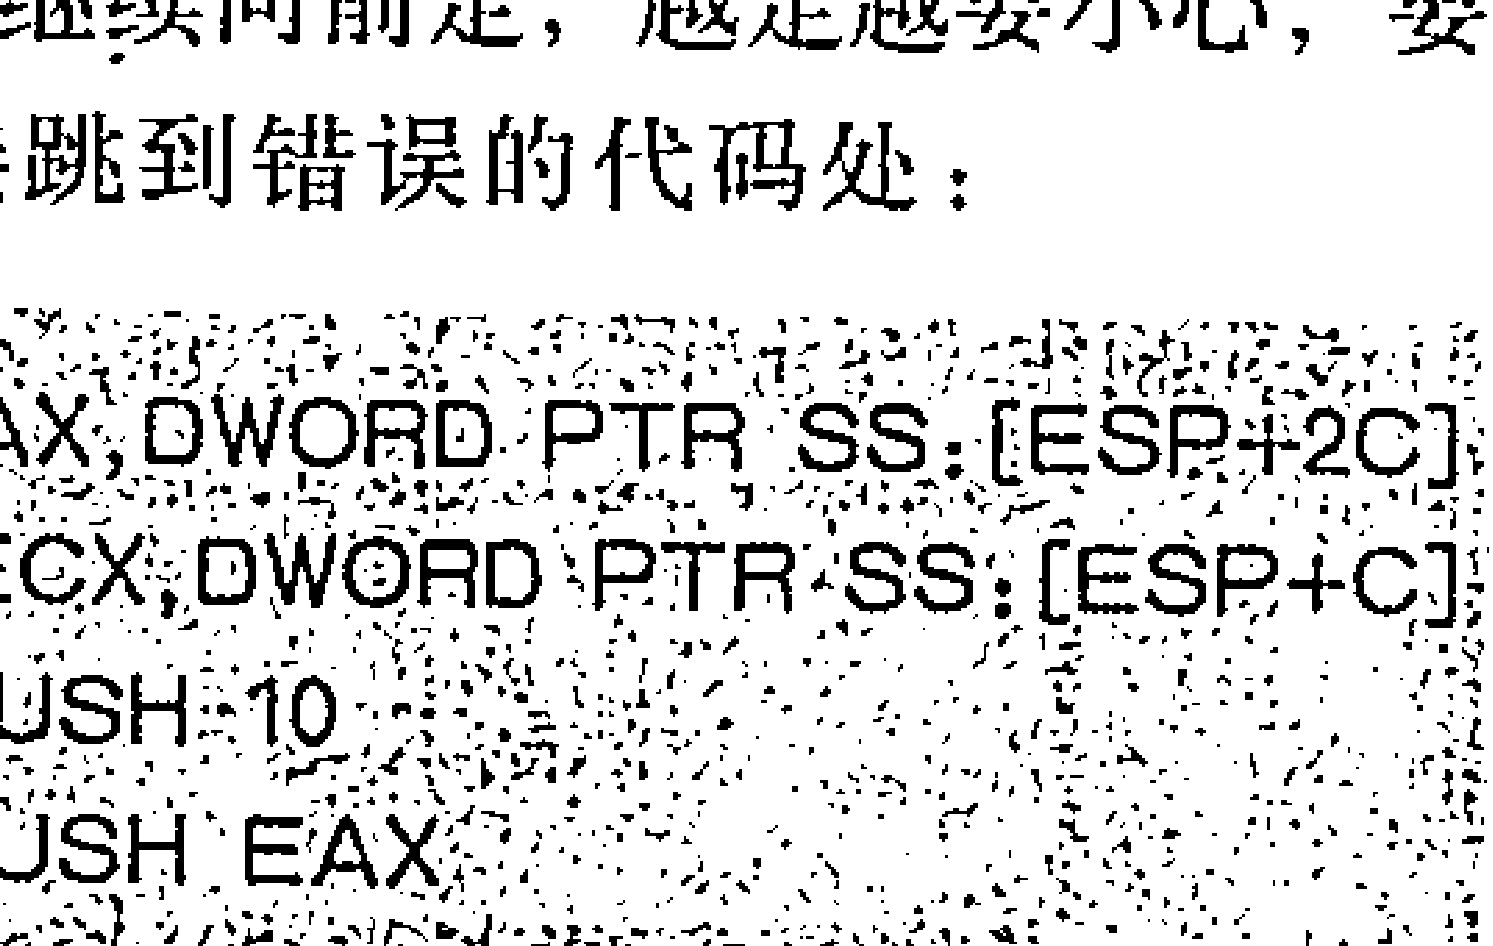 继续向前走，越走越要小心，要
跳到错误的代码处：
AX,DWORD PTR SS:[ESP+2C]
ECX,DWORD PTR SS:[ESP+C]
USH 10
USH EAX